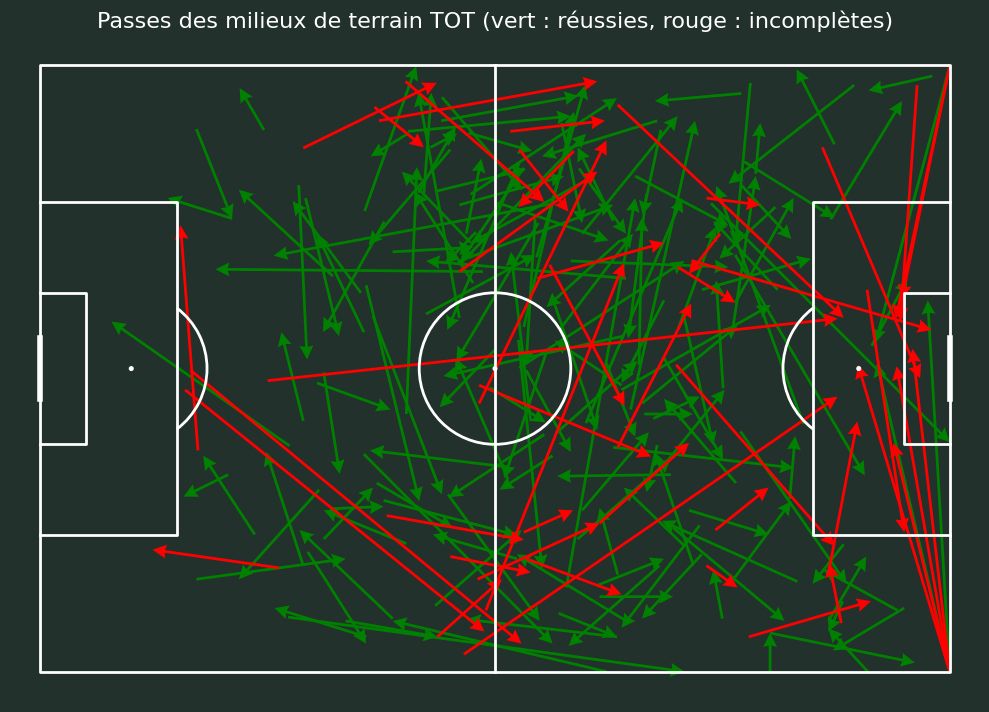 Passes des milieux de terrain TOT (vert : réussies, rouge : incomplètes)